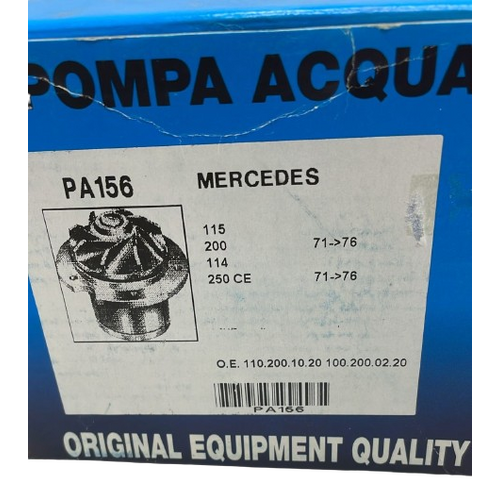 POMPA ACQUA
PA156
MERCEDES
115
200 71->76
114
250 CE 71->76
O.E. 110.200.10.20 100.200.02.20
PA156
ORIGINAL EQUIPMENT QUALITY